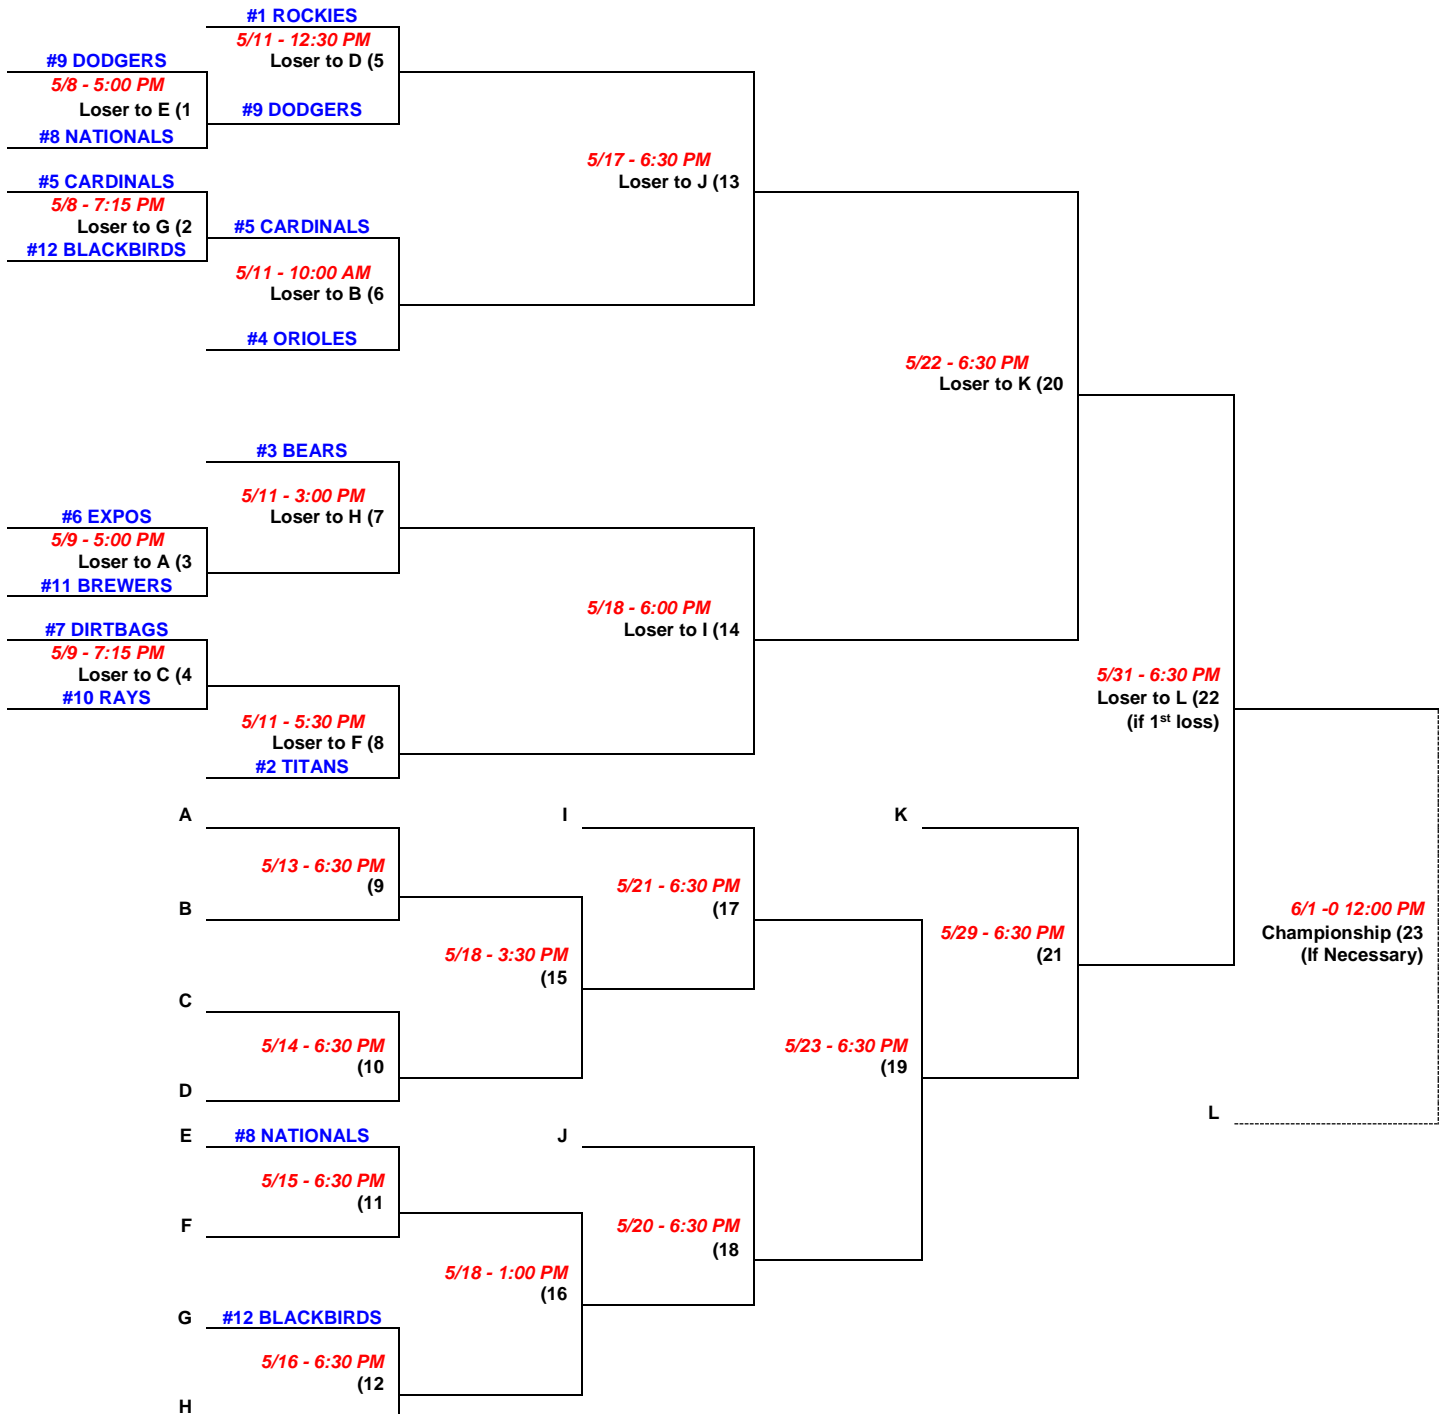 #1 ROCKIES
5/11 - 12:30 PM
Loser to D (5
#9 DODGERS
5/8 - 5:00 PM
Loser to E (1
#9 DODGERS
#8 NATIONALS
5/17 - 6:30 PM
Loser to J (13
#5 CARDINALS
5/8 - 7:15 PM
Loser to G (2
#5 CARDINALS
#12 BLACKBIRDS
5/11 - 10:00 AM
Loser to B (6
#4 ORIOLES
5/22 - 6:30 PM
Loser to K (20
#3 BEARS
5/11 - 3:00 PM
Loser to H (7
#6 EXPOS
5/9 - 5:00 PM
Loser to A (3
#11 BREWERS
5/18 - 6:00 PM
Loser to I (14
#7 DIRTBAGS
5/9 - 7:15 PM
Loser to C (4
#10 RAYS
5/31 - 6:30 PM
Loser to L (22
(if 1st loss)
5/11 - 5:30 PM
Loser to F (8
#2 TITANS
A
I
K
5/13 - 6:30 PM
(9
5/21 - 6:30 PM
(17
B
6/1 -0 12:00 PM
Championship (23
(If Necessary)
5/29 - 6:30 PM
(21
5/18 - 3:30 PM
(15
C
5/14 - 6:30 PM
(10
5/23 - 6:30 PM
(19
D
L
E
#8 NATIONALS
J
5/15 - 6:30 PM
(11
F
5/20 - 6:30 PM
(18
5/18 - 1:00 PM
(16
G
#12 BLACKBIRDS
5/16 - 6:30 PM
(12
H